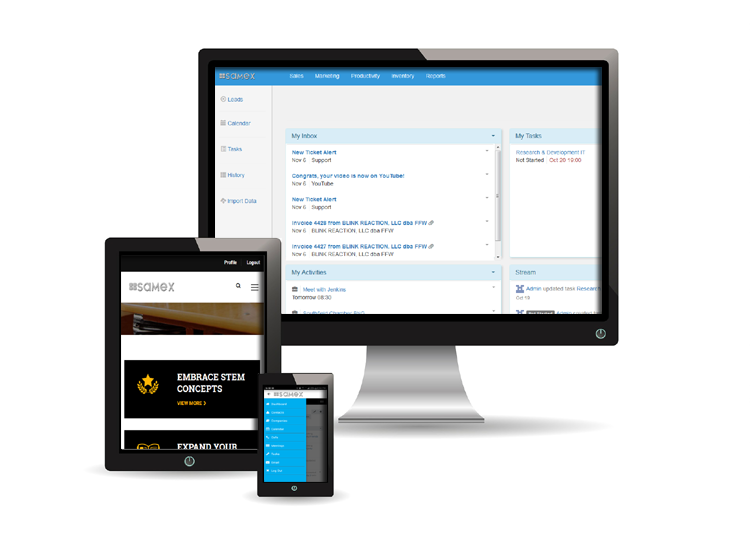 samex Sales Marketing Productivity Inventory Reports
Leads
Calendar
Tasks
History
Import Data
My Inbox
New Ticket Alert
Nov 6 Support
Congrats, your video is now on YouTube!
Nov 6 YouTube
New Ticket Alert
Nov 6 Support
Invoice 4428 from BLINK REACTION, LLC dba FFW
Nov 6 BLINK REACTION, LLC dba FFW
Invoice 4427 from BLINK REACTION, LLC dba FFW
Nov 6 BLINK REACTION, LLC dba FFW
My Tasks
Research & Development IT
Not Started Oct 20 19:00
My Activities
Meet with Jenkins
Tomorrow 08:30
Stream
Admin updated task Research
Oct 19
Profile Logout
samex
EMBRACE STEM
CONCEPTS
VIEW MORE
EXPAND YOUR
samex